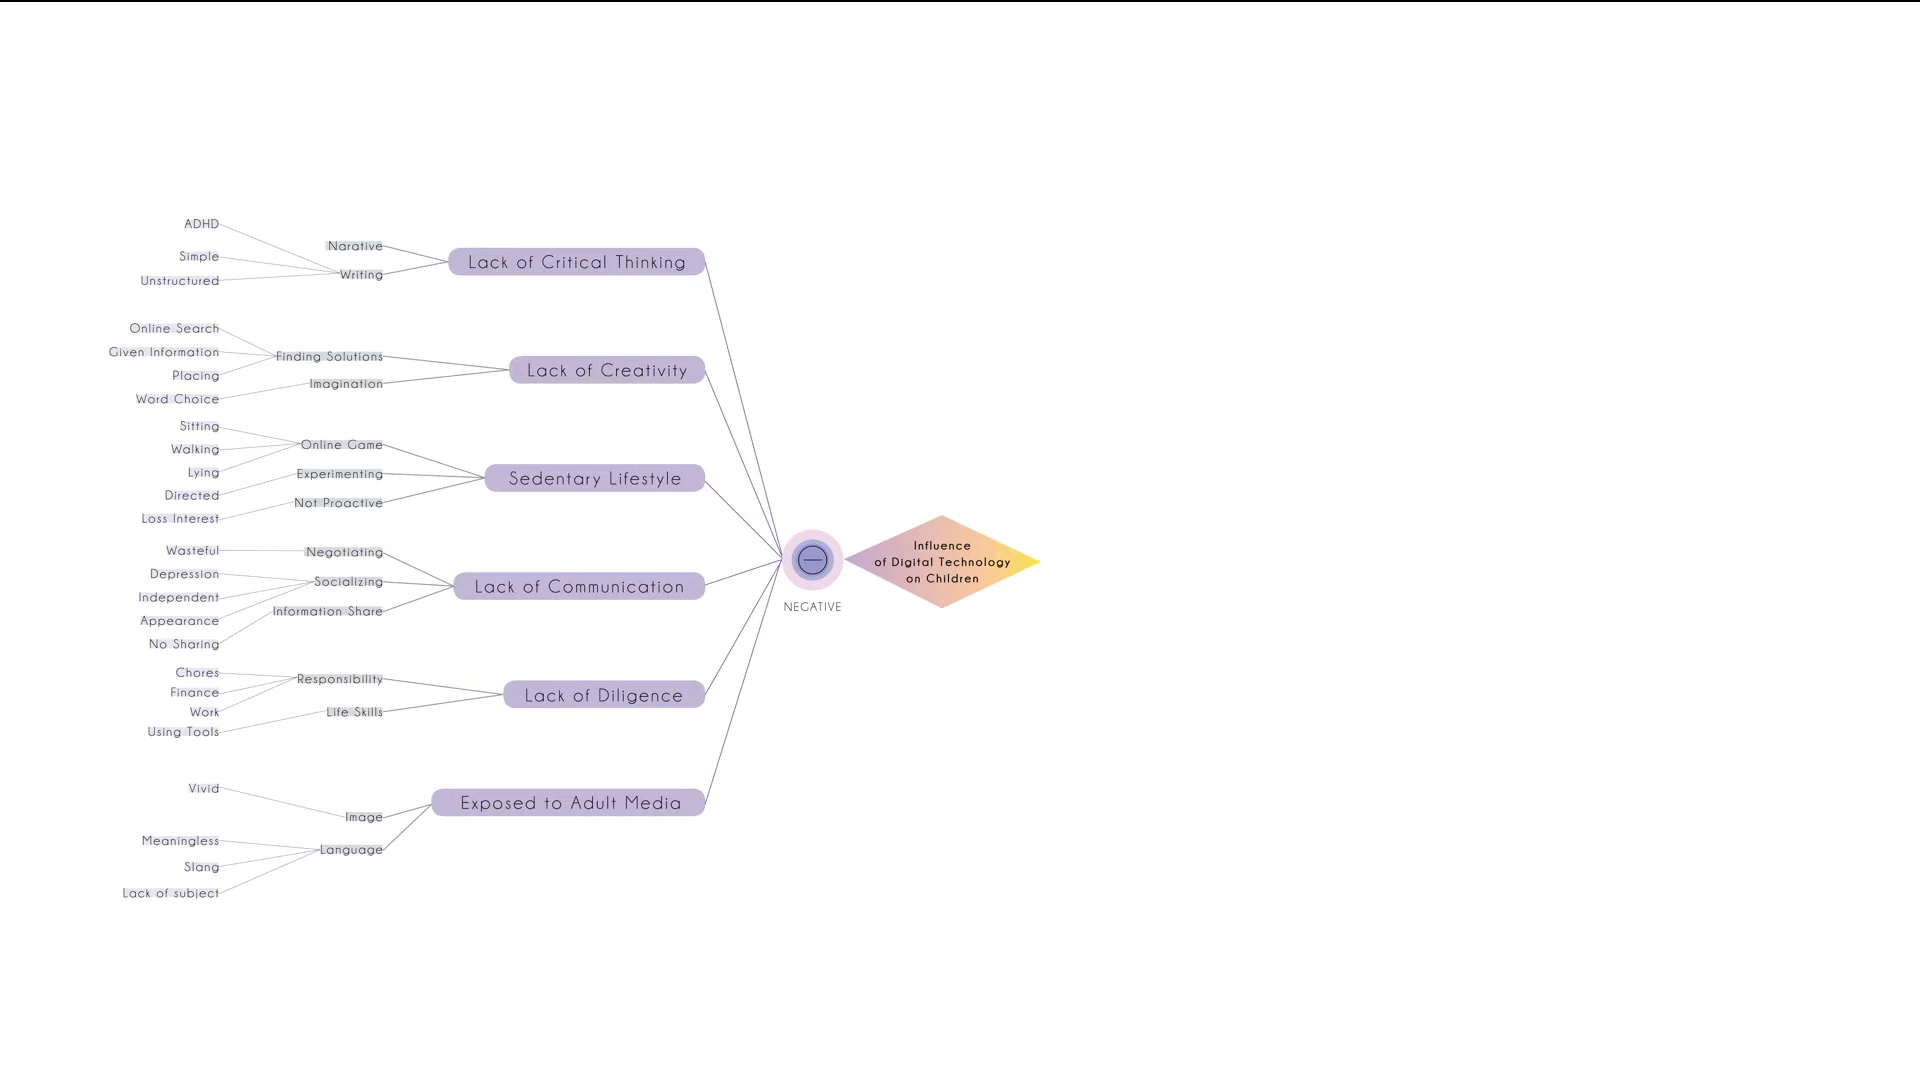 ADHD
Narative
Simple
Lack of Critical Thinking
Writing
Unstructured
Online Search
Given Information
Finding Solutions
Lack of Creativity
Placing
Imagination
Word Choice
Sitting
Online Game
Walking
Lying
Experimenting
Sedentary Lifestyle
Directed
Not Proactive
Loss Interest
Wasteful
Negotiating
Depression
Socializing
Lack of Communication
Independent
Information Share
Appearance
No Sharing
Influence
of Digital Technology
on Children
NEGATIVE
Chores
Responsibility
Finance
Lack of Diligence
Work
Life Skills
Using Tools
Vivid
Exposed to Adult Media
Image
Meaningless
Language
Slang
Lack of subject